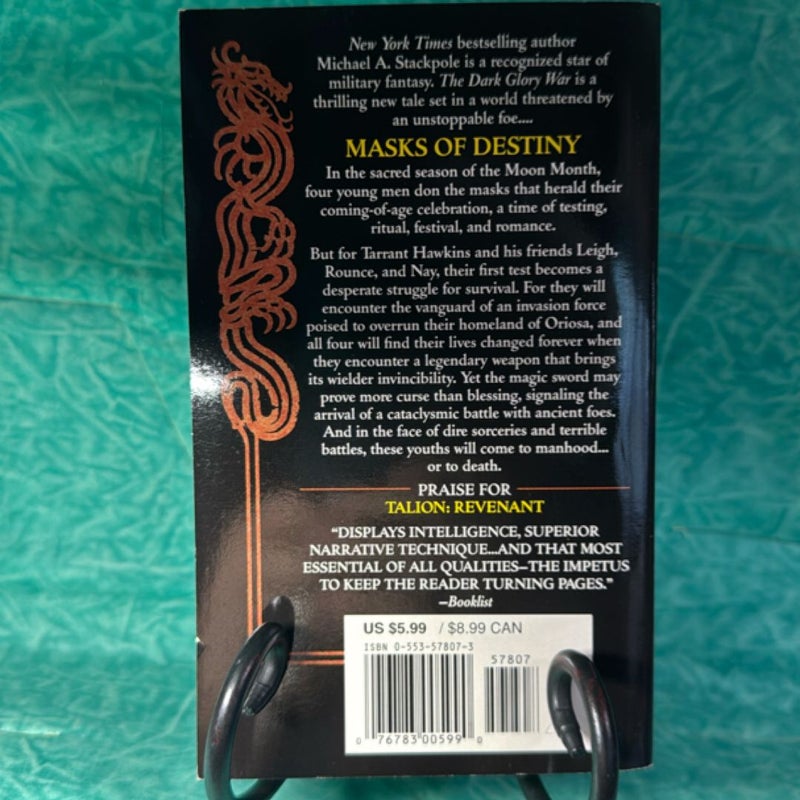 New York Times bestselling author
Michael A. Stackpole is a recognized star of
military fantasy. The Dark Glory War is a
thrilling new tale set in a world threatened by
an unstoppable foe....
MASKS OF DESTINY
In the sacred season of the Moon Month,
four young men don the masks that herald their
coming-of-age celebration, a time of testing,
ritual, festival, and romance.
But for Tarrant Hawkins and his friends Leigh,
Rounce, and Nay, their first test becomes a
desperate struggle for survival. For they will
encounter the vanguard of an invasion force
poised to overrun their homeland of Oriosa, and
all four will find their lives changed forever when
they encounter a legendary weapon that brings
its wielder invincibility. Yet the magic sword may
prove more curse than blessing, signaling the
arrival of a cataclysmic battle with ancient foes.
And in the face of dire sorceries and terrible
battles, these youths will come to manhood...
or to death.
PRAISE FOR
TALION: REVENANT
“DISPLAYS INTELLIGENCE, SUPERIOR
NARRATIVE TECHNIQUE...AND THAT MOST
ESSENTIAL OF ALL QUALITIES—THE IMPETUS
TO KEEP THE READER TURNING PAGES.”
—Booklist
US $5.99 / $8.99 CAN
ISBN 0-553-57807-3
57807
0 76783 00599 0